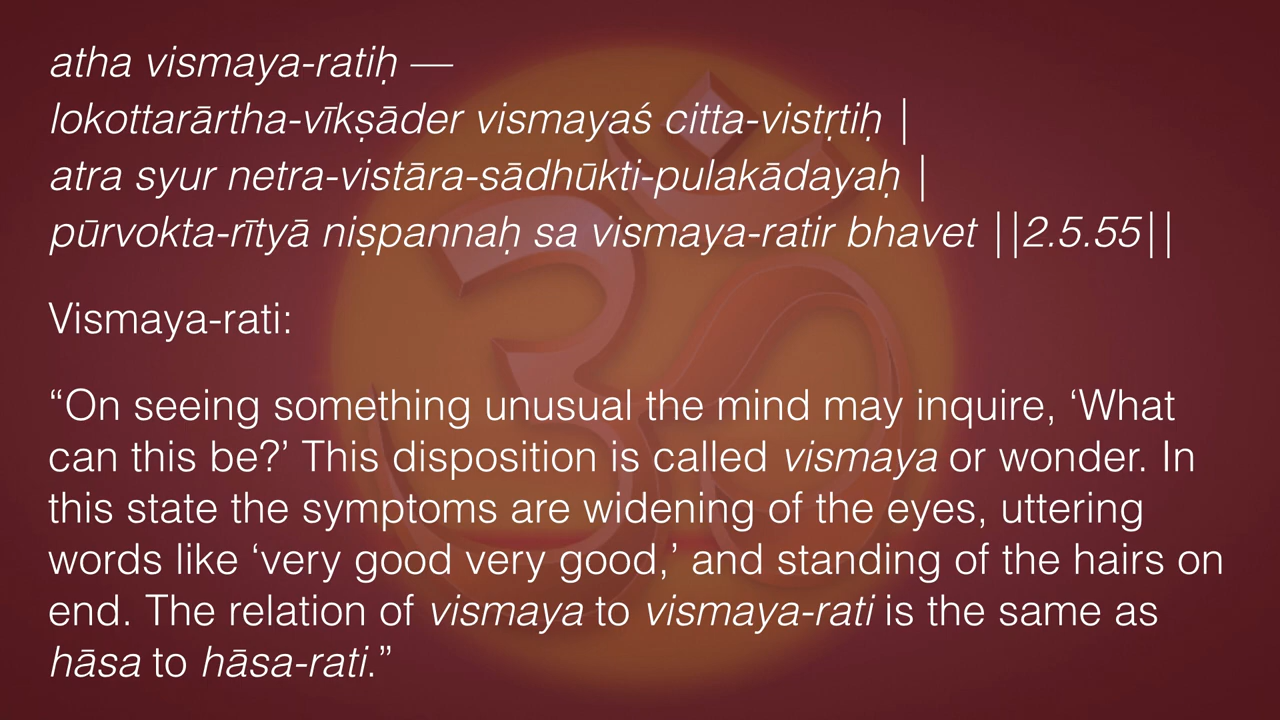 atha vismaya-ratiḥ —
lokottarārtha-vīkṣāder vismayaś citta-vistṛtiḥ |
atra syur netra-vistāra-sādhūkti-pulakādayaḥ |
pūrvokta-rītyā niṣpannaḥ sa vismaya-ratir bhavet ||2.5.55||
Vismaya-rati:
“On seeing something unusual the mind may inquire, ‘What
can this be?’ This disposition is called vismaya or wonder. In
this state the symptoms are widening of the eyes, uttering
words like ‘very good very good,’ and standing of the hairs on
end. The relation of vismaya to vismaya-rati is the same as
hāsa to hāsa-rati.”
ॐ